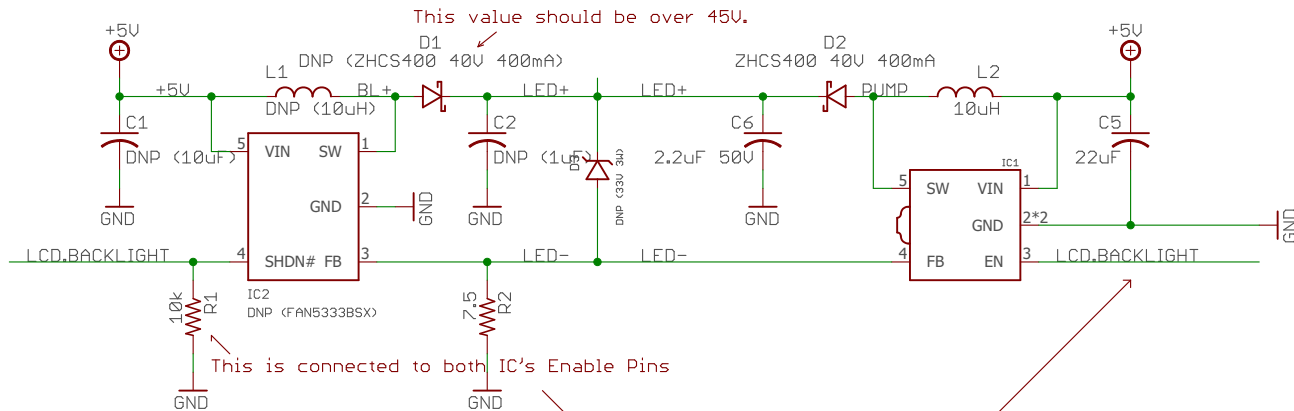 This value should be over 45V.
+5V
D1
DNP (ZHCS400 40V 400mA)
D2
ZHCS400 40V 400mA
+5V
+5V
L1
BL+
DNP (10uH)
LED+
LED+
PUMP
L2
10uH
C1
DNP (10uF)
5
VIN
SW
1
C2
DNP (1uF)
D3
DNP (33V 3W)
C6
2.2uF 50V
C5
22uF
IC1
5
SW
VIN
1
GND
GND
2
GND
GND
GND
GND
2*2
GND
LCD.BACKLIGHT
4
SHDN#
FB
3
LED-
LED-
4
FB
EN
3
LCD.BACKLIGHT
IC2
DNP (FAN5333BSX)
10k
R1
7.5
R2
This is connected to both IC's Enable Pins
GND
GND